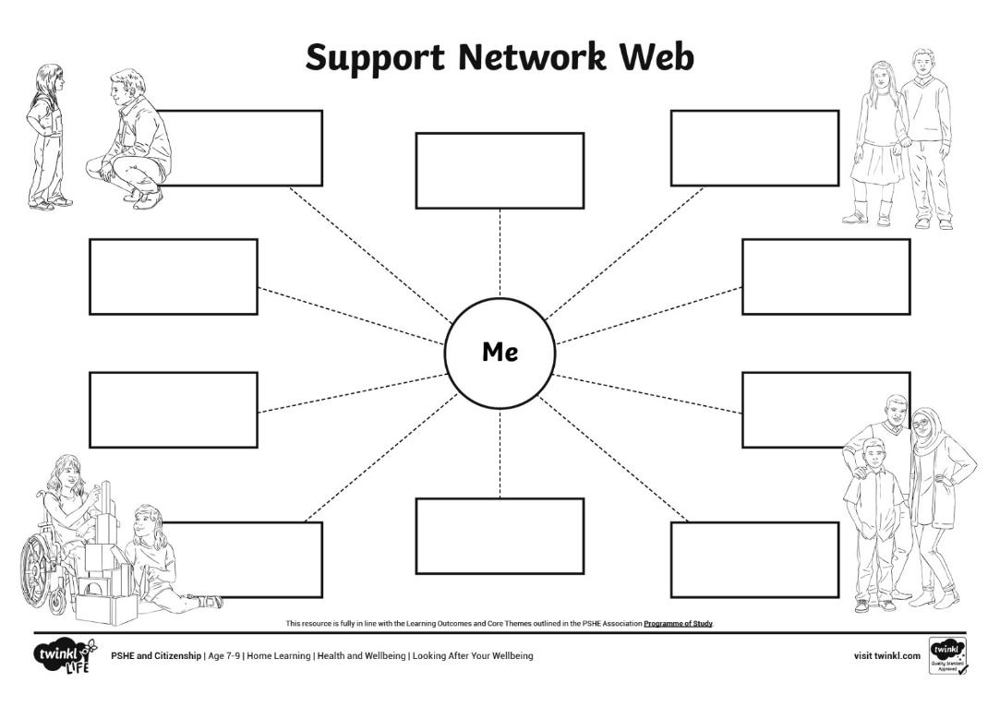 Support Network Web
Me
This resource is fully in line with the Learning Outcomes and Core Themes outlined in the PSHE Association Programme of Study.
twinkl
LIFE
PSHE and Citizenship | Age 7-9 | Home Learning | Health and Wellbeing | Looking After Your Wellbeing
visit twinkl.com
twinkl
Quality Standard
Approved